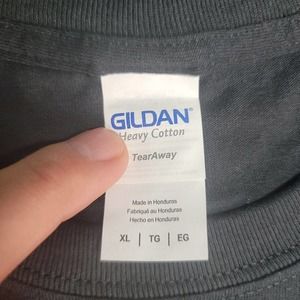 GILDAN®
Heavy Cotton
TearAway
Made in Honduras
Fabriqué au Honduras
Hecho en Honduras
XL | TG | EG